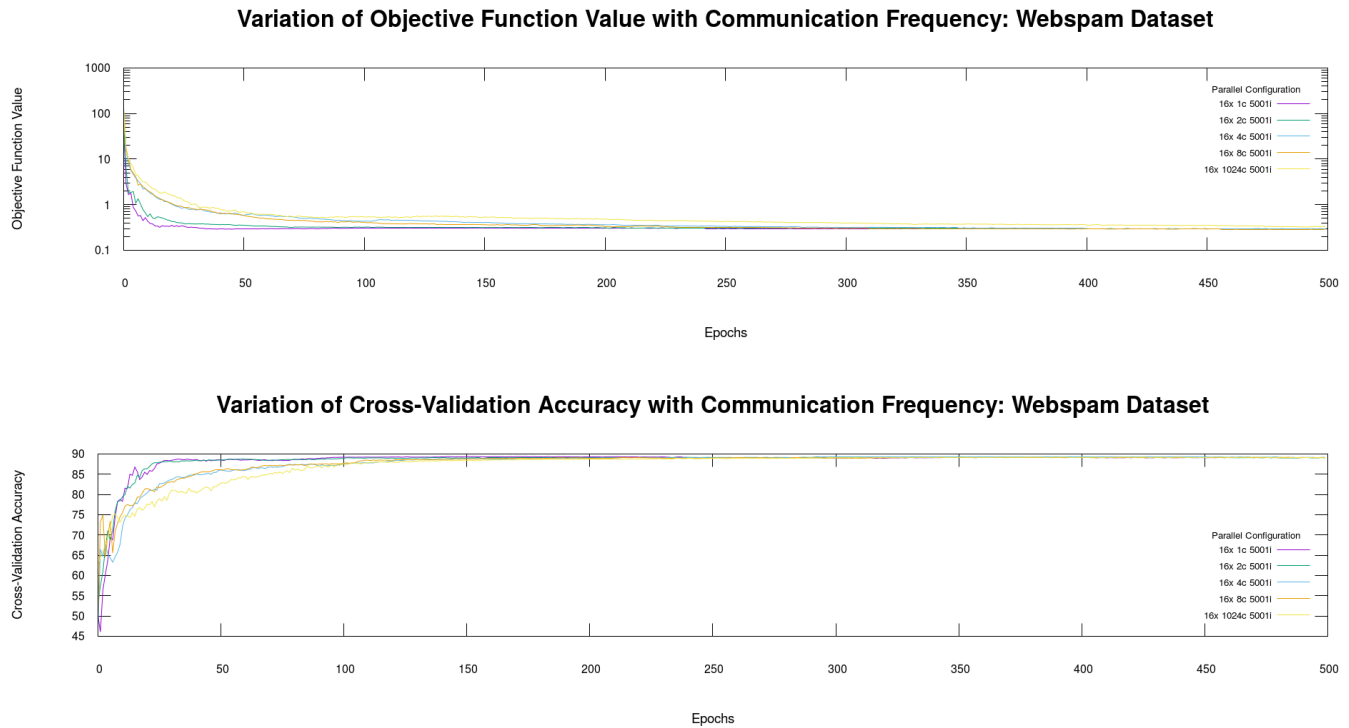 Variation of Objective Function Value with Communication Frequency: Webspam Dataset
Objective Function Value
1000
100
10
1
0.1
Parallel Configuration
16x 1c 5001i
16x 2c 5001i
16x 4c 5001i
16x 8c 5001i
16x 1024c 5001i
0 50 100 150 200 250 300 350 400 450 500
Epochs
Variation of Cross-Validation Accuracy with Communication Frequency: Webspam Dataset
Cross-Validation Accuracy
90
85
80
75
70
65
60
55
50
45
Parallel Configuration
16x 1c 5001i
16x 2c 5001i
16x 4c 5001i
16x 8c 5001i
16x 1024c 5001i
0 50 100 150 200 250 300 350 400 450 500
Epochs